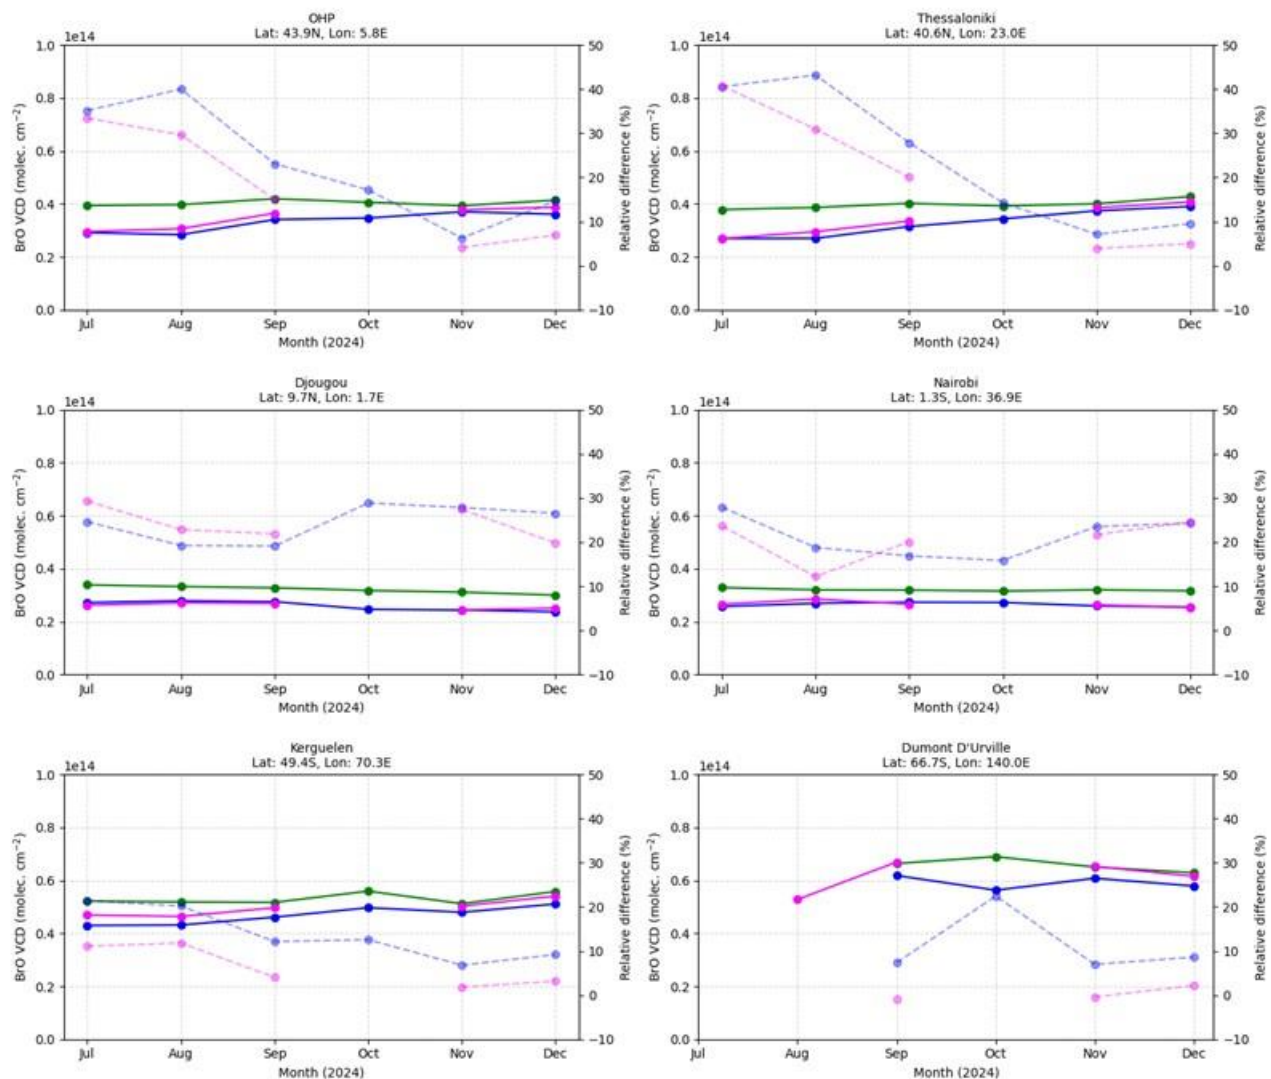 OHP
Lat: 43.9N, Lon: 5.8E
1e14
1.0
0.8
0.6
0.4
0.2
0.0
BrO VCD (molec. cm⁻²)
50
40
30
20
10
0
−10
Relative difference (%)
Jul Aug Sep Oct Nov Dec
Month (2024)
Thessaloniki
Lat: 40.6N, Lon: 23.0E
1e14
1.0
0.8
0.6
0.4
0.2
0.0
BrO VCD (molec. cm⁻²)
50
40
30
20
10
0
−10
Relative difference (%)
Jul Aug Sep Oct Nov Dec
Month (2024)
Djougou
Lat: 9.7N, Lon: 1.7E
1e14
1.0
0.8
0.6
0.4
0.2
0.0
BrO VCD (molec. cm⁻²)
50
40
30
20
10
0
−10
Relative difference (%)
Jul Aug Sep Oct Nov Dec
Month (2024)
Nairobi
Lat: 1.3S, Lon: 36.9E
1e14
1.0
0.8
0.6
0.4
0.2
0.0
BrO VCD (molec. cm⁻²)
50
40
30
20
10
0
−10
Relative difference (%)
Jul Aug Sep Oct Nov Dec
Month (2024)
Kerguelen
Lat: 49.4S, Lon: 70.3E
1e14
1.0
0.8
0.6
0.4
0.2
0.0
BrO VCD (molec. cm⁻²)
50
40
30
20
10
0
−10
Relative difference (%)
Jul Aug Sep Oct Nov Dec
Month (2024)
Dumont D'Urville
Lat: 66.7S, Lon: 140.0E
1e14
1.0
0.8
0.6
0.4
0.2
0.0
BrO VCD (molec. cm⁻²)
50
40
30
20
10
0
−10
Relative difference (%)
Jul Aug Sep Oct Nov Dec
Month (2024)